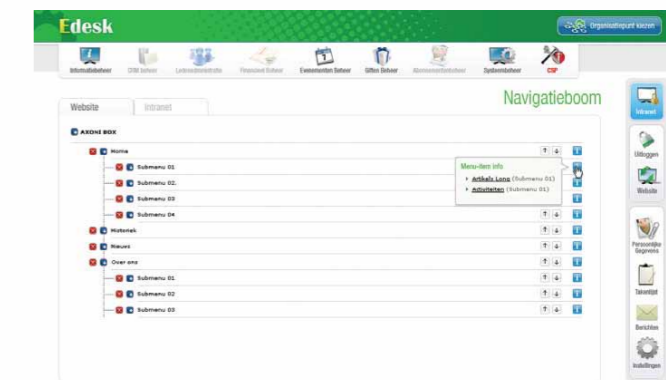 Edesk
Organisatiepunt kiezen
Informatiebeheer
CRM beheer
Ledenadministratie
Financieel beheer
Evenementen Beheer
Giften Beheer
Abonnementenbeheer
Systeembeheer
CSP
Website
Intranet
Navigatieboom
AXONI BOX
Home
Submenu 01
Submenu 02.
Submenu 03
Submenu 04
Menu-item info
Artikels Long (Submenu 01)
Activiteiten (Submenu 01)
Historiek
Nieuws
Over ons
Submenu 01
Submenu 02
Submenu 03
Intranet
Uitloggen
Website
Persoonlijke
Gegevens
Takenlijst
Berichten
Instellingen